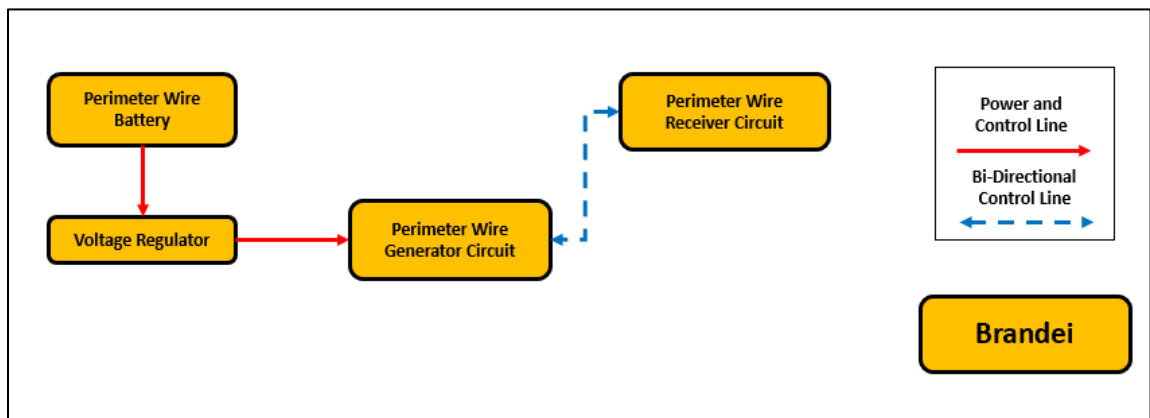 Perimeter Wire
Battery
Voltage Regulator
Perimeter Wire
Generator Circuit
Perimeter Wire
Receiver Circuit
Power and
Control Line
Bi-Directional
Control Line
Brandei